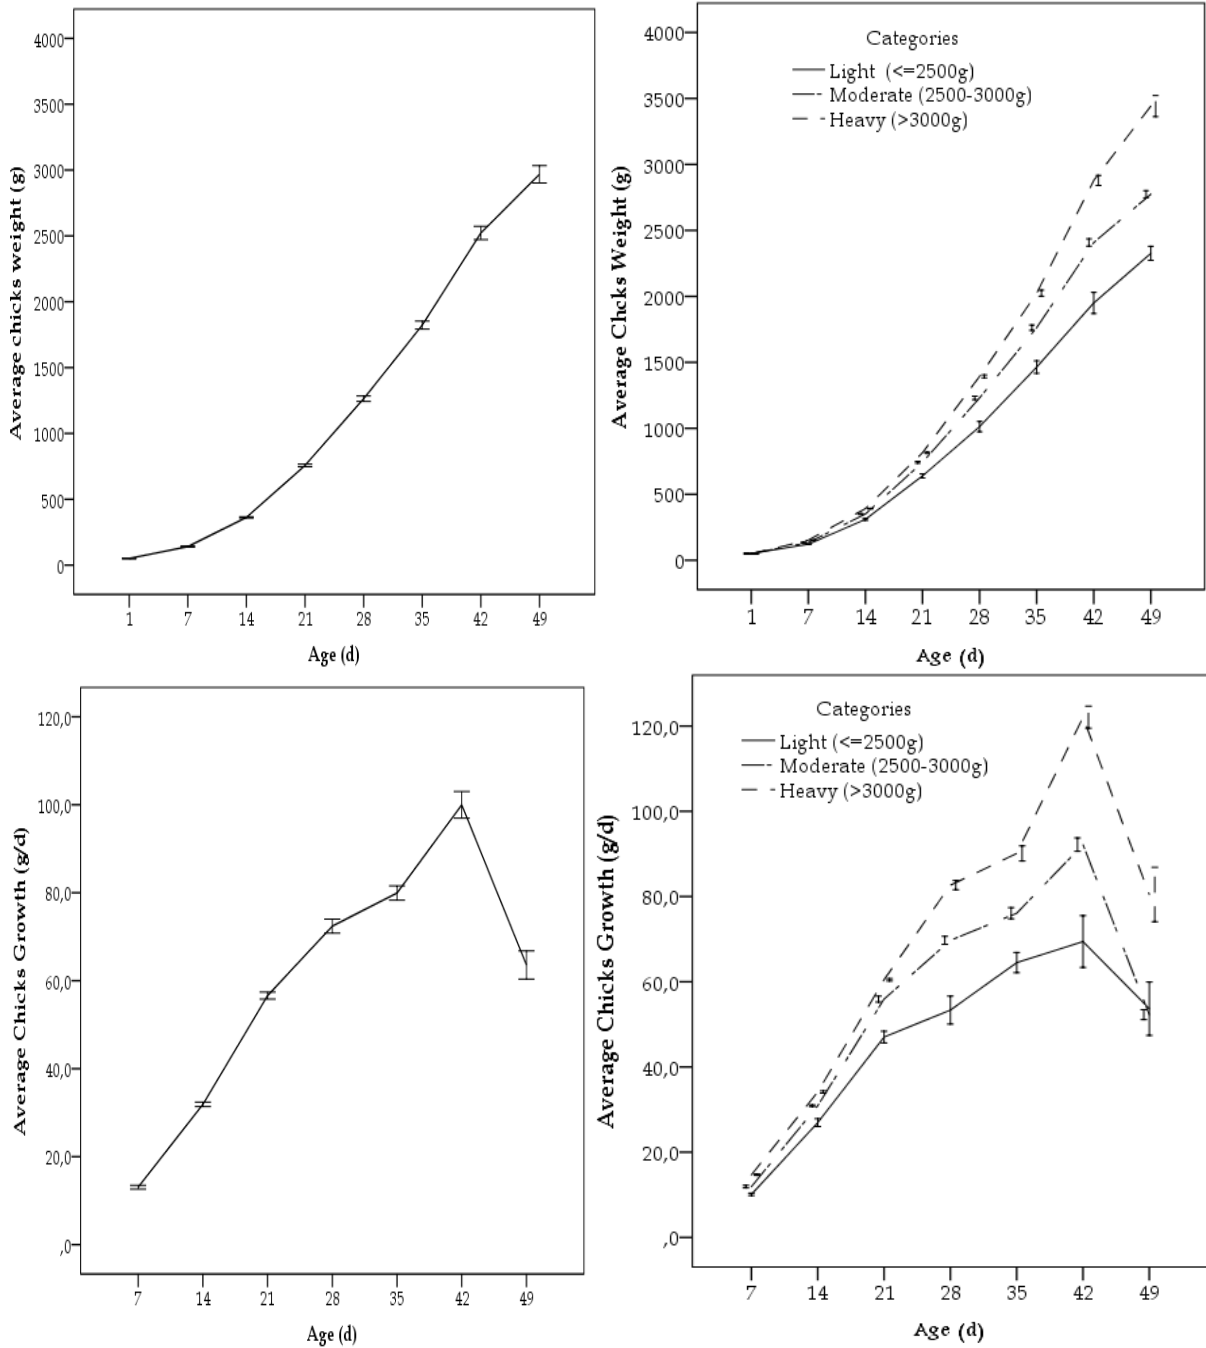 Average chicks weight (g)
4000
3500
3000
2500
2000
1500
1000
500
0
1 7 14 21 28 35 42 49
Age (d)
Average Chcks Weight (g)
4000
3500
3000
2500
2000
1500
1000
500
0
Categories
Light (<=2500g)
Moderate (2500-3000g)
Heavy (>3000g)
1 7 14 21 28 35 42 49
Age (d)
Average Chicks Growth (g/d)
120,0
100,0
80,0
60,0
40,0
20,0
,0
7 14 21 28 35 42 49
Age (d)
Average Chicks Growth (g/d)
120,0
100,0
80,0
60,0
40,0
20,0
,0
Categories
Light (<=2500g)
Moderate (2500-3000g)
Heavy (>3000g)
7 14 21 28 35 42 49
Age (d)